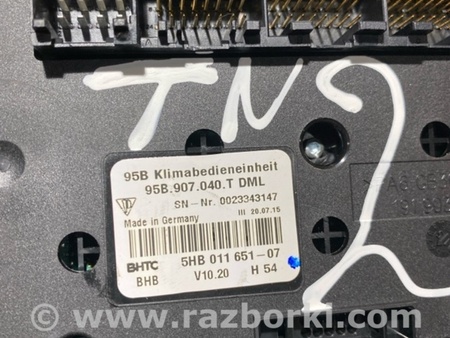 TN2
95B Klimabedieneinheit
95B.907.040.T DML
SN-Nr. 0023343147
Made in Germany III 20.07.15
BHTC 5HB 011 651-07
BHB V10.20 H 54
www.razborki.com